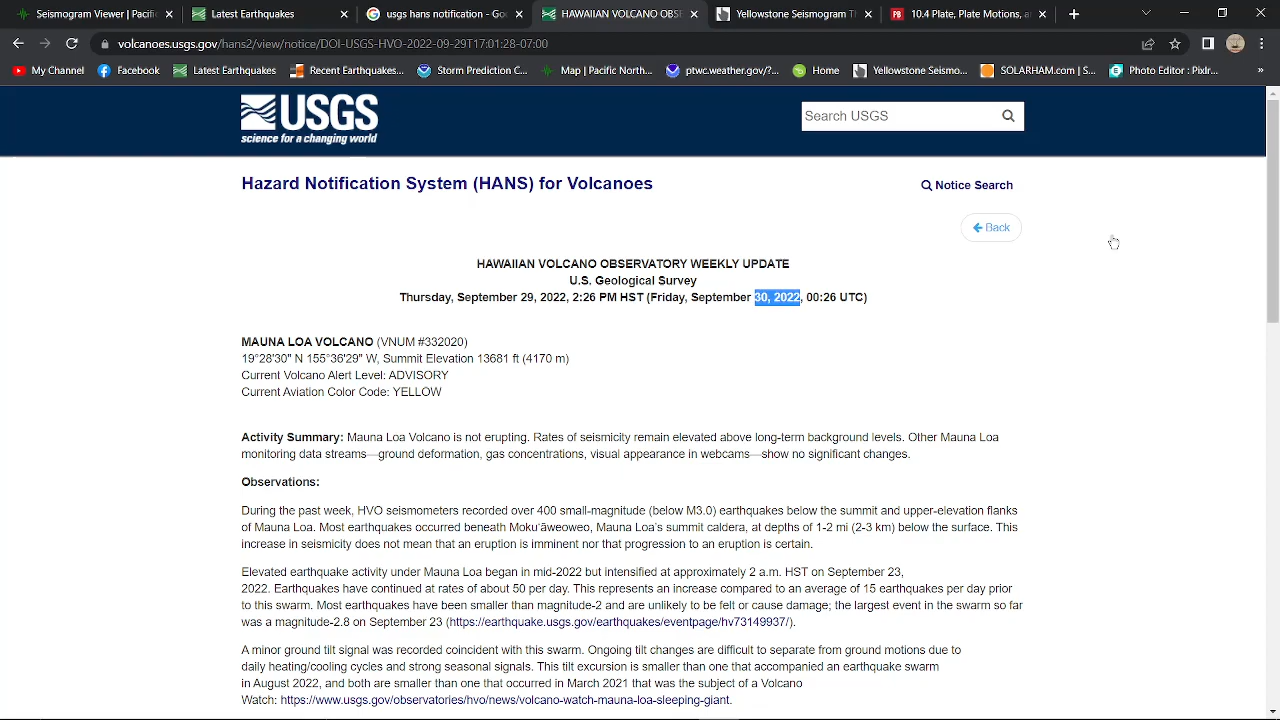 Seismogram Viewer | Pacific
Latest Earthquakes
usgs hans notification - Goo
HAWAIIAN VOLCANO OBSE
Yellowstone Seismogram Th
10.4 Plate, Plate Motions, a
volcanoes.usgs.gov/hans2/view/notice/DOI-USGS-HVO-2022-09-29T17:01:28-07:00
My Channel
Facebook
Latest Earthquakes
Recent Earthquakes...
Storm Prediction C...
Map | Pacific North...
ptwc.weather.gov/?...
Home
Yellowstone Seismo...
SOLARHAM.com | S...
Photo Editor : Pixlr...
»
USGS
science for a changing world
Search USGS
Hazard Notification System (HANS) for Volcanoes
Notice Search
Back
HAWAIIAN VOLCANO OBSERVATORY WEEKLY UPDATE
U.S. Geological Survey
Thursday, September 29, 2022, 2:26 PM HST (Friday, September 30, 2022, 00:26 UTC)
MAUNA LOA VOLCANO (VNUM #332020)
19°28'30" N 155°36'29" W, Summit Elevation 13681 ft (4170 m)
Current Volcano Alert Level: ADVISORY
Current Aviation Color Code: YELLOW
Activity Summary: Mauna Loa Volcano is not erupting. Rates of seismicity remain elevated above long-term background levels. Other Mauna Loa
monitoring data streams—ground deformation, gas concentrations, visual appearance in webcams—show no significant changes.
Observations:
During the past week, HVO seismometers recorded over 400 small-magnitude (below M3.0) earthquakes below the summit and upper-elevation flanks
of Mauna Loa. Most earthquakes occurred beneath Mokuʻāweoweo, Mauna Loa's summit caldera, at depths of 1-2 mi (2-3 km) below the surface. This
increase in seismicity does not mean that an eruption is imminent nor that progression to an eruption is certain.
Elevated earthquake activity under Mauna Loa began in mid-2022 but intensified at approximately 2 a.m. HST on September 23,
2022. Earthquakes have continued at rates of about 50 per day. This represents an increase compared to an average of 15 earthquakes per day prior
to this swarm. Most earthquakes have been smaller than magnitude-2 and are unlikely to be felt or cause damage; the largest event in the swarm so far
was a magnitude-2.8 on September 23 (https://earthquake.usgs.gov/earthquakes/eventpage/hv73149937/).
A minor ground tilt signal was recorded coincident with this swarm. Ongoing tilt changes are difficult to separate from ground motions due to
daily heating/cooling cycles and strong seasonal signals. This tilt excursion is smaller than one that accompanied an earthquake swarm
in August 2022, and both are smaller than one that occurred in March 2021 that was the subject of a Volcano
Watch: https://www.usgs.gov/observatories/hvo/news/volcano-watch-mauna-loa-sleeping-giant.